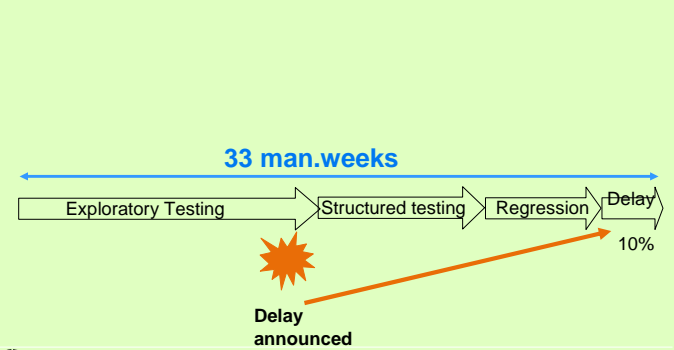 33 man.weeks
Exploratory Testing
Structured testing
Regression
Delay
10%
Delay
announced